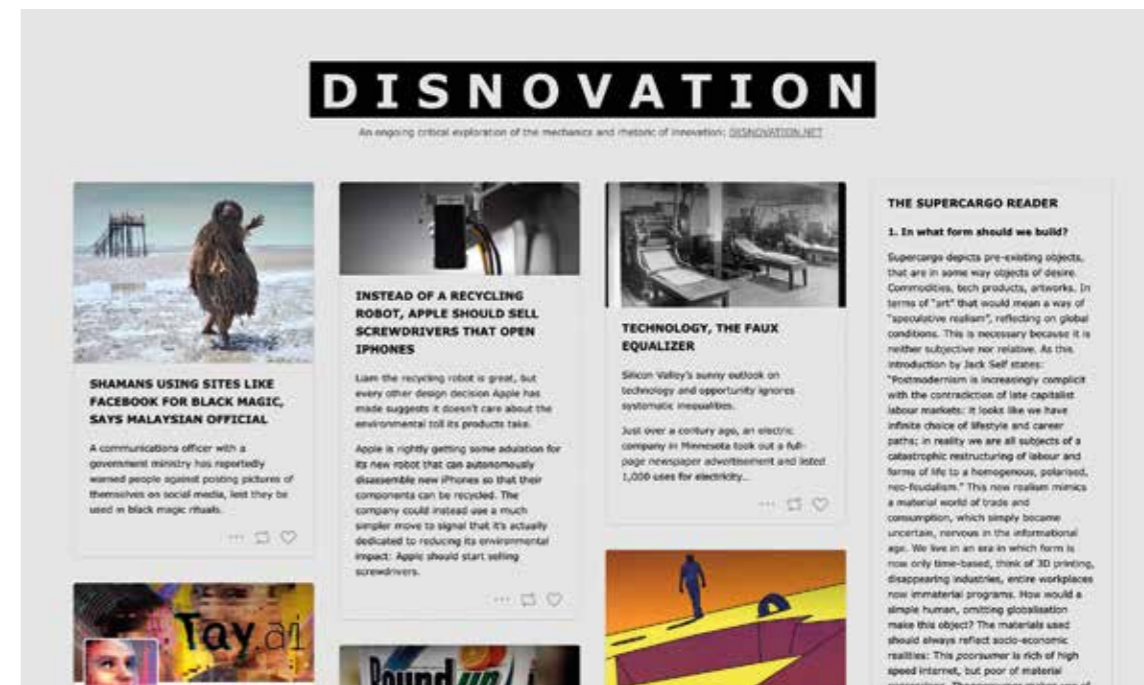 DISNOVATION
An ongoing critical exploration of the mechanics and rhetoric of innovation: DISNOVATION.NET
SHAMANS USING SITES LIKE
FACEBOOK FOR BLACK MAGIC,
SAYS MALAYSIAN OFFICIAL
A communications officer with a
government ministry has reportedly
warned people against posting pictures of
themselves on social media, lest they be
used in black magic rituals.
Tay.ai
INSTEAD OF A RECYCLING
ROBOT, APPLE SHOULD SELL
SCREWDRIVERS THAT OPEN
IPHONES
Liam the recycling robot is great, but
every other design decision Apple has
made suggests it doesn't care about the
environmental toll its products take.
Apple is rightly getting some adulation for
its new robot that can autonomously
disassemble new iPhones so that their
components can be recycled. The
company could instead use a much
simpler move to signal that it's actually
dedicated to reducing its environmental
impact: Apple should start selling
screwdrivers.
Roundup
TECHNOLOGY, THE FAUX
EQUALIZER
Silicon Valley's sunny outlook on
technology and opportunity ignores
systematic inequalities.
Just over a century ago, an electric
company in Minnesota took out a full-
page newspaper advertisement and listed
1,000 uses for electricity...
THE SUPERCARGO READER
1. In what form should we build?
Supercargo depicts pre-existing objects,
that are in some way objects of desire.
Commodities, tech products, artworks. In
terms of "art" that would mean a way of
"speculative realism", reflecting on global
conditions. This is necessary because it is
neither subjective nor relative. As this
introduction by Jack Self states:
"Postmodernism is increasingly complicit
with the contradiction of late capitalist
labour markets: it looks like we have
infinite choice of lifestyle and career
paths; in reality we are all subjects of a
catastrophic restructuring of labour and
forms of life to a homogenous, polarised,
neo-feudalism." This new realism mimics
a material world of trade and
consumption, which simply became
uncertain, nervous in the informational
age. We live in an era in which form is
now only time-based, think of 3D printing,
disappearing industries, entire workplaces
now immaterial programs. How would a
simple human, omitting globalisation
make this object? The materials used
should always reflect socio-economic
realities: This poorsumer is rich of high
speed internet, but poor of material